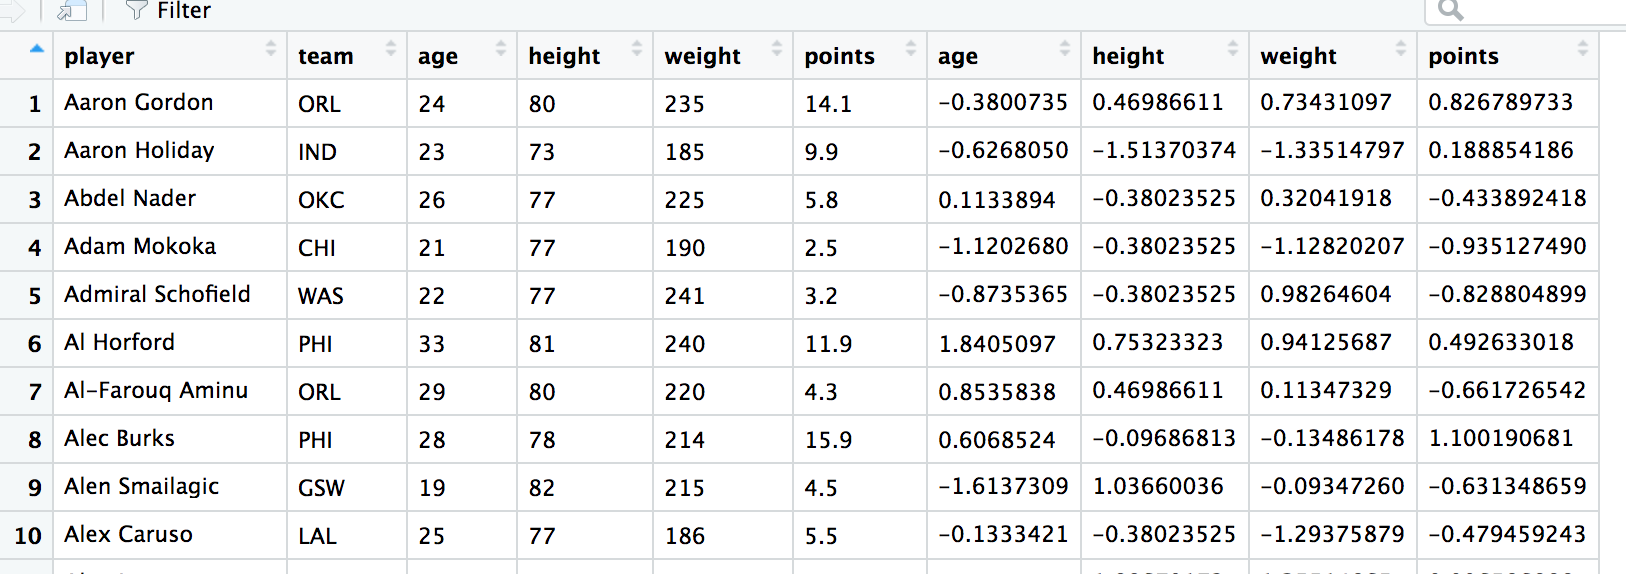 Filter
player team age height weight points age height weight points
1 Aaron Gordon ORL 24 80 235 14.1 −0.3800735 0.46986611 0.73431097 0.826789733
2 Aaron Holiday IND 23 73 185 9.9 −0.6268050 −1.51370374 −1.33514797 0.188854186
3 Abdel Nader OKC 26 77 225 5.8 0.1133894 −0.38023525 0.32041918 −0.433892418
4 Adam Mokoka CHI 21 77 190 2.5 −1.1202680 −0.38023525 −1.12820207 −0.935127490
5 Admiral Schofield WAS 22 77 241 3.2 −0.8735365 −0.38023525 0.98264604 −0.828804899
6 Al Horford PHI 33 81 240 11.9 1.8405097 0.75323323 0.94125687 0.492633018
7 Al−Farouq Aminu ORL 29 80 220 4.3 0.8535838 0.46986611 0.11347329 −0.661726542
8 Alec Burks PHI 28 78 214 15.9 0.6068524 −0.09686813 −0.13486178 1.100190681
9 Alen Smailagic GSW 19 82 215 4.5 −1.6137309 1.03660036 −0.09347260 −0.631348659
10 Alex Caruso LAL 25 77 186 5.5 −0.1333421 −0.38023525 −1.29375879 −0.479459243